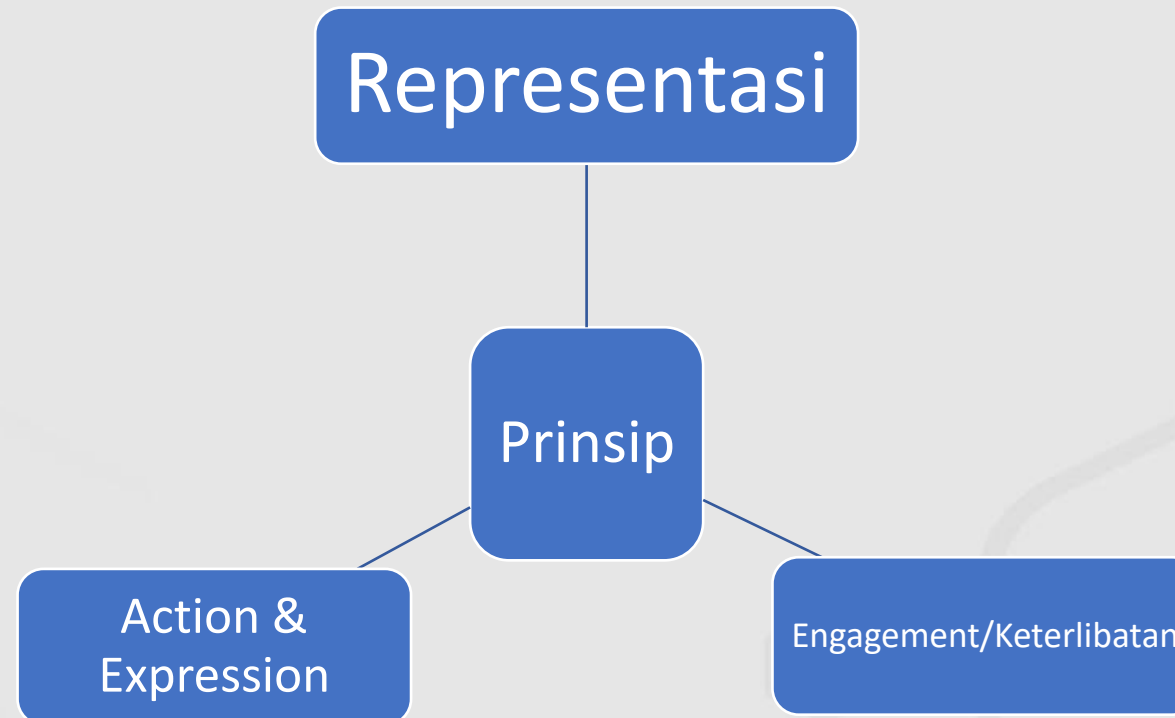 Representasi
Prinsip
Action &
Expression
Engagement/Keterlibatan